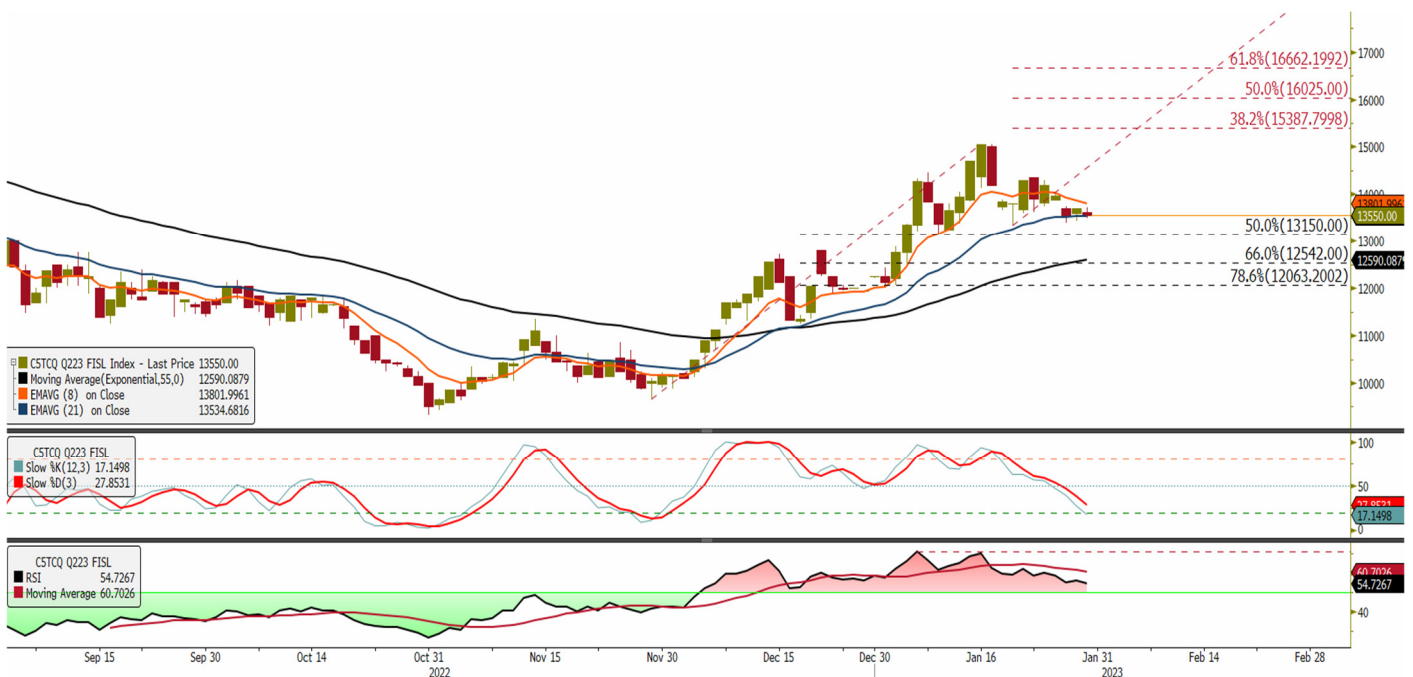 17000
61.8%(16662.1992)
50.0%(16025.00)
16000
38.2%(15387.7998)
15000
14000
13801.9961
13550.00
50.0%(13150.00)
13000
66.0%(12542.00)
12590.0879
78.6%(12063.2002)
12000
11000
10000
C5TCQ Q223 FISL Index - Last Price 13550.00
Moving Average(Exponential,55,0) 12590.0879
EMAVG (8) on Close 13801.9961
EMAVG (21) on Close 13534.6816
C5TCQ Q223 FISL
Slow %K(12,3) 17.1498
Slow %D(3) 27.8531
100
50
27.8531
17.1498
0
C5TCQ Q223 FISL
RSI 54.7267
Moving Average 60.7026
60.7026
54.7267
40
Sep 15 Sep 30 Oct 14 Oct 31 Nov 15 Nov 30 Dec 15 Dec 30 Jan 16 Jan 31 Feb 14 Feb 28
2022 2023